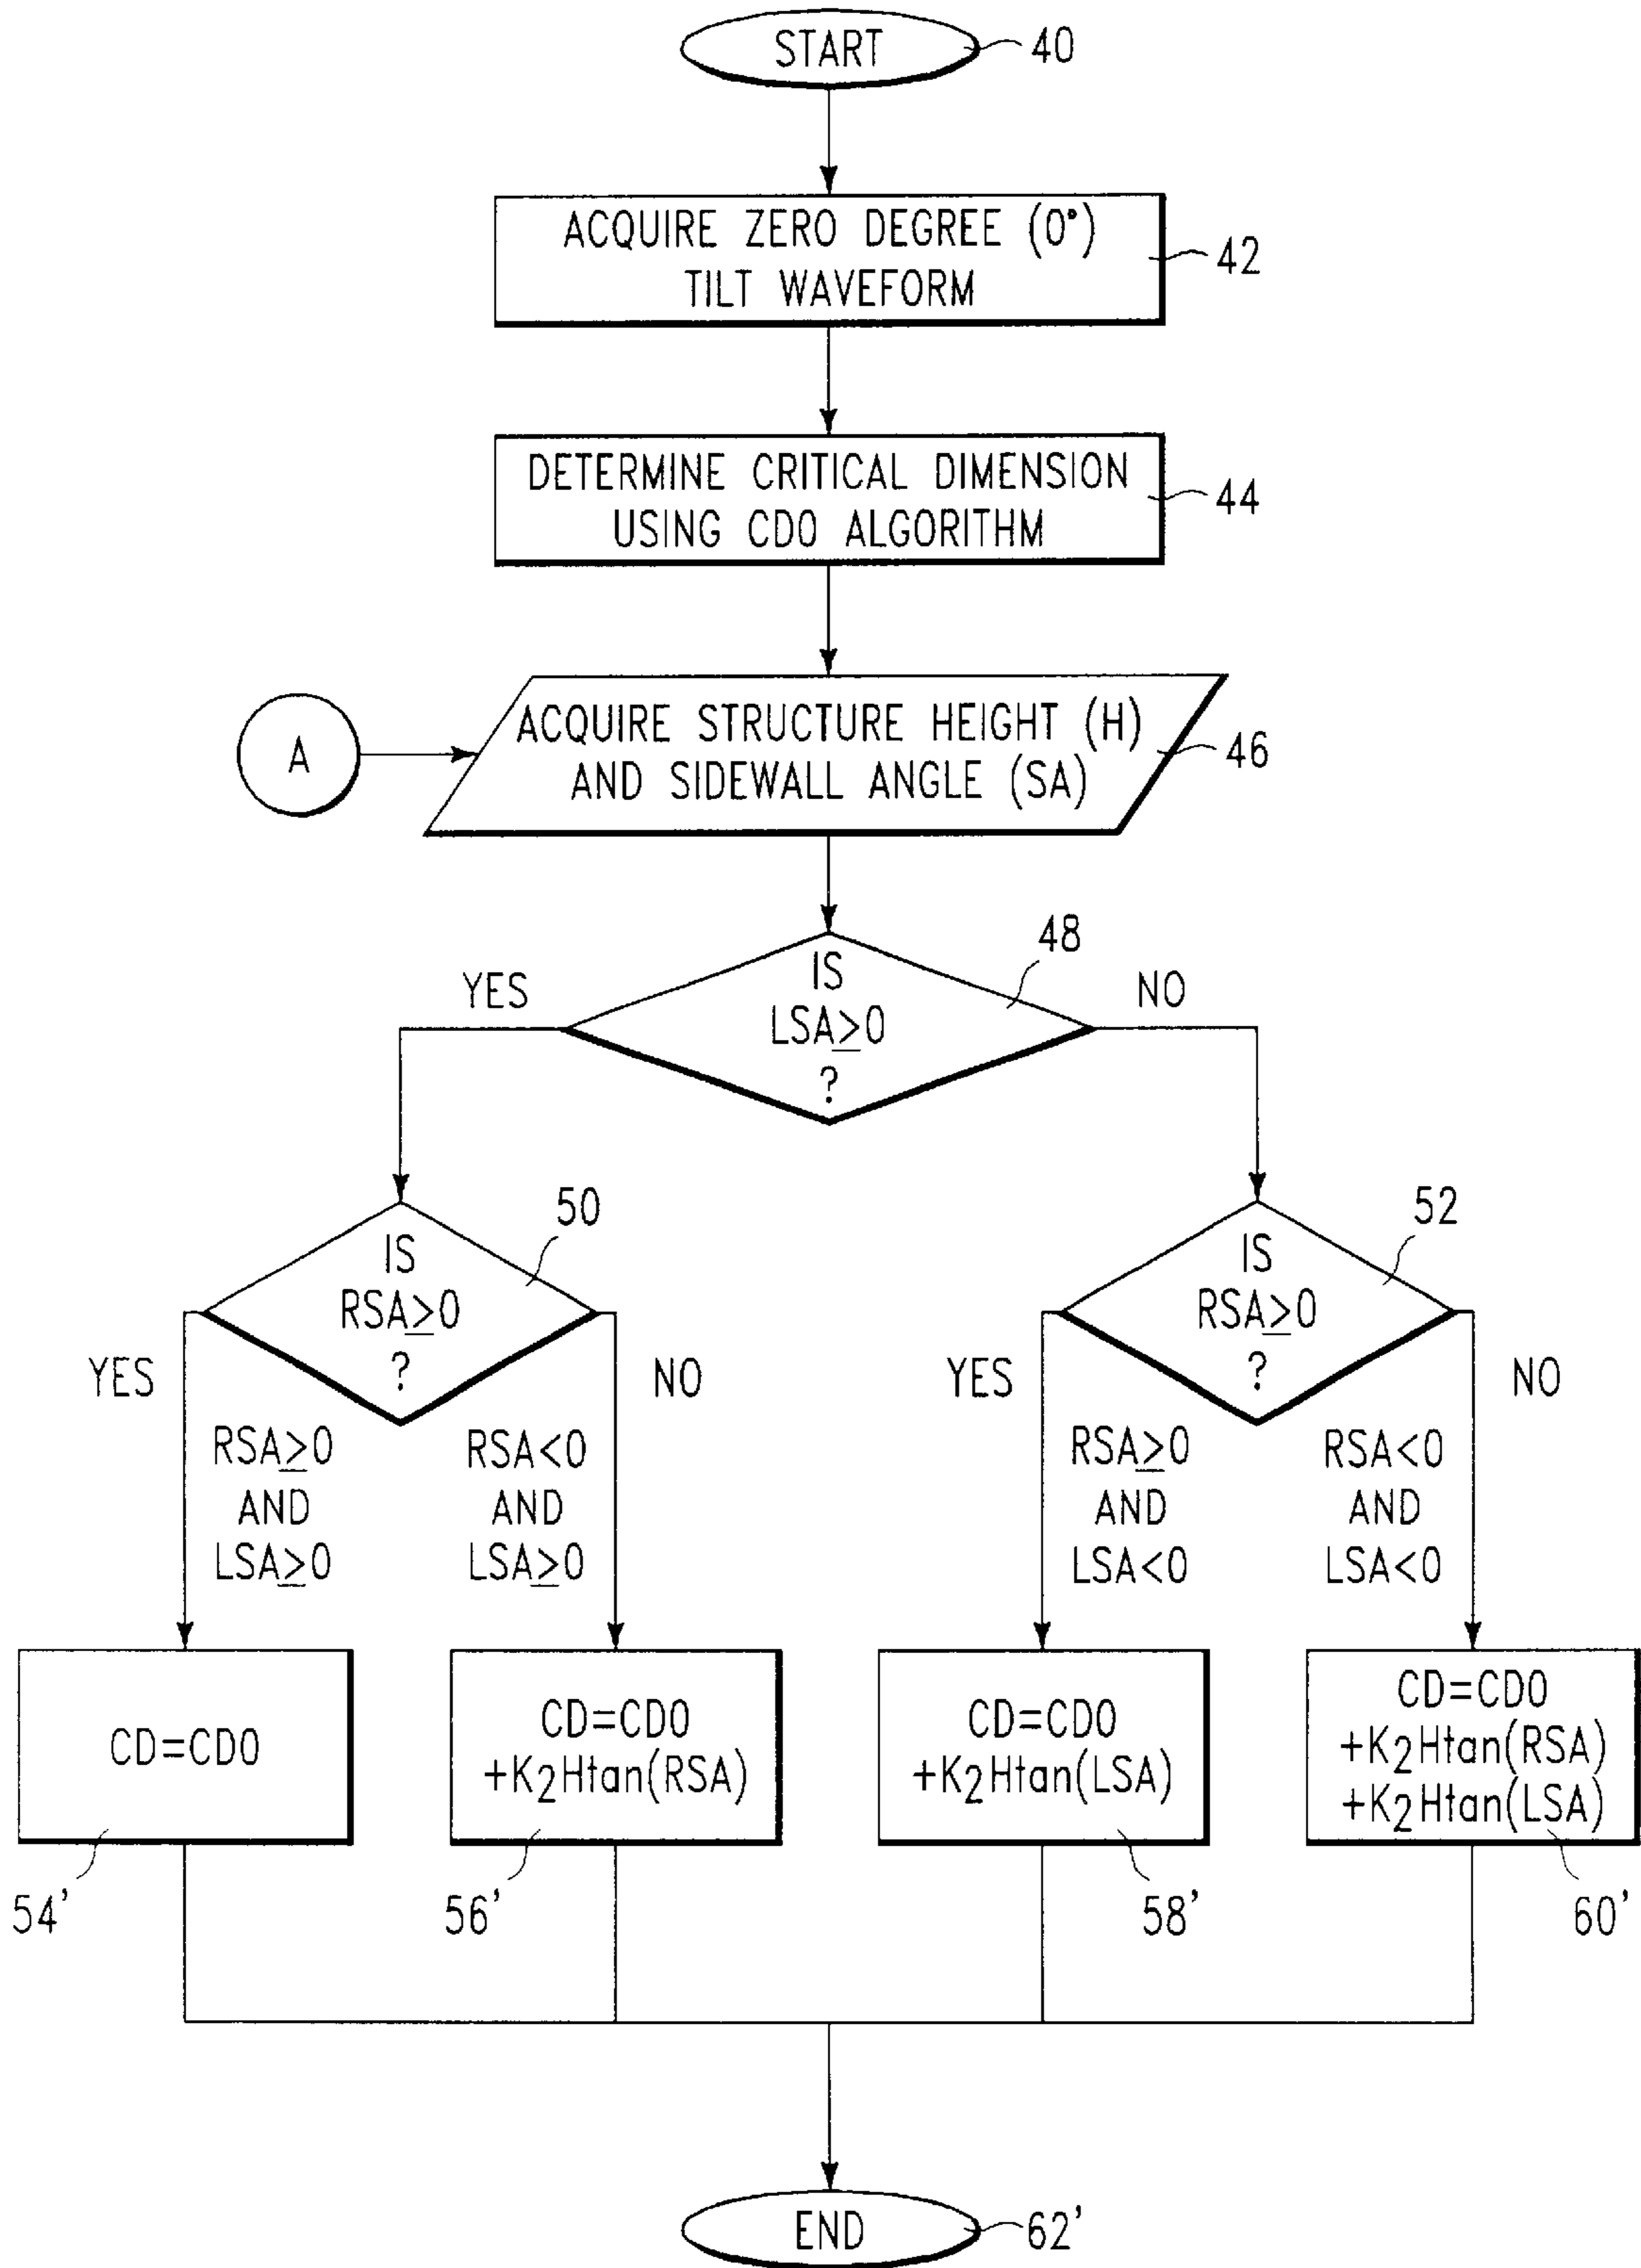 START
40
ACQUIRE ZERO DEGREE (0°)
TILT WAVEFORM
42
DETERMINE CRITICAL DIMENSION
USING CD0 ALGORITHM
44
A
ACQUIRE STRUCTURE HEIGHT (H)
AND SIDEWALL ANGLE (SA)
46
48
YES
IS
LSA≥0
?
NO
50
IS
RSA≥0
?
YES
NO
52
IS
RSA≥0
?
YES
NO
RSA≥0
AND
LSA≥0
RSA<0
AND
LSA≥0
RSA≥0
AND
LSA<0
RSA<0
AND
LSA<0
CD=CD0
54'
CD=CD0
+K2Htan(RSA)
56'
CD=CD0
+K2Htan(LSA)
58'
CD=CD0
+K2Htan(RSA)
+K2Htan(LSA)
60'
END
62'